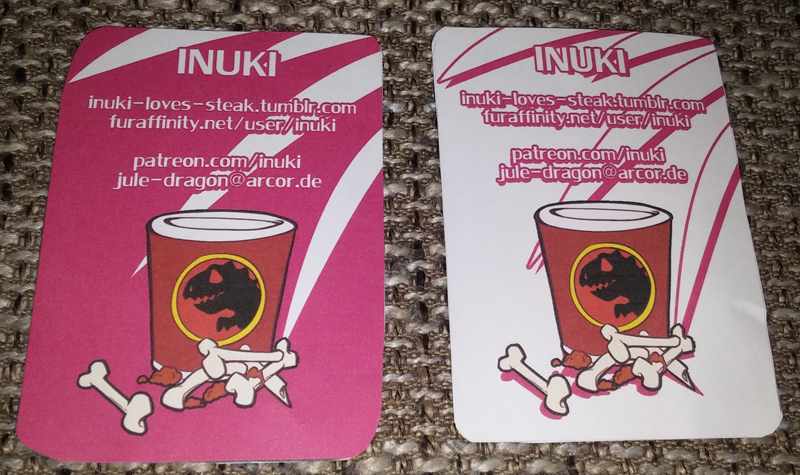 INUKI
inuki-loves-steak.tumblr.com
furaffinity.net/user/inuki
patreon.com/inuki
jule-dragon@arcor.de
INUKI
inuki-loves-steak.tumblr.com
furaffinity.net/user/inuki
patreon.com/inuki
jule-dragon@arcor.de